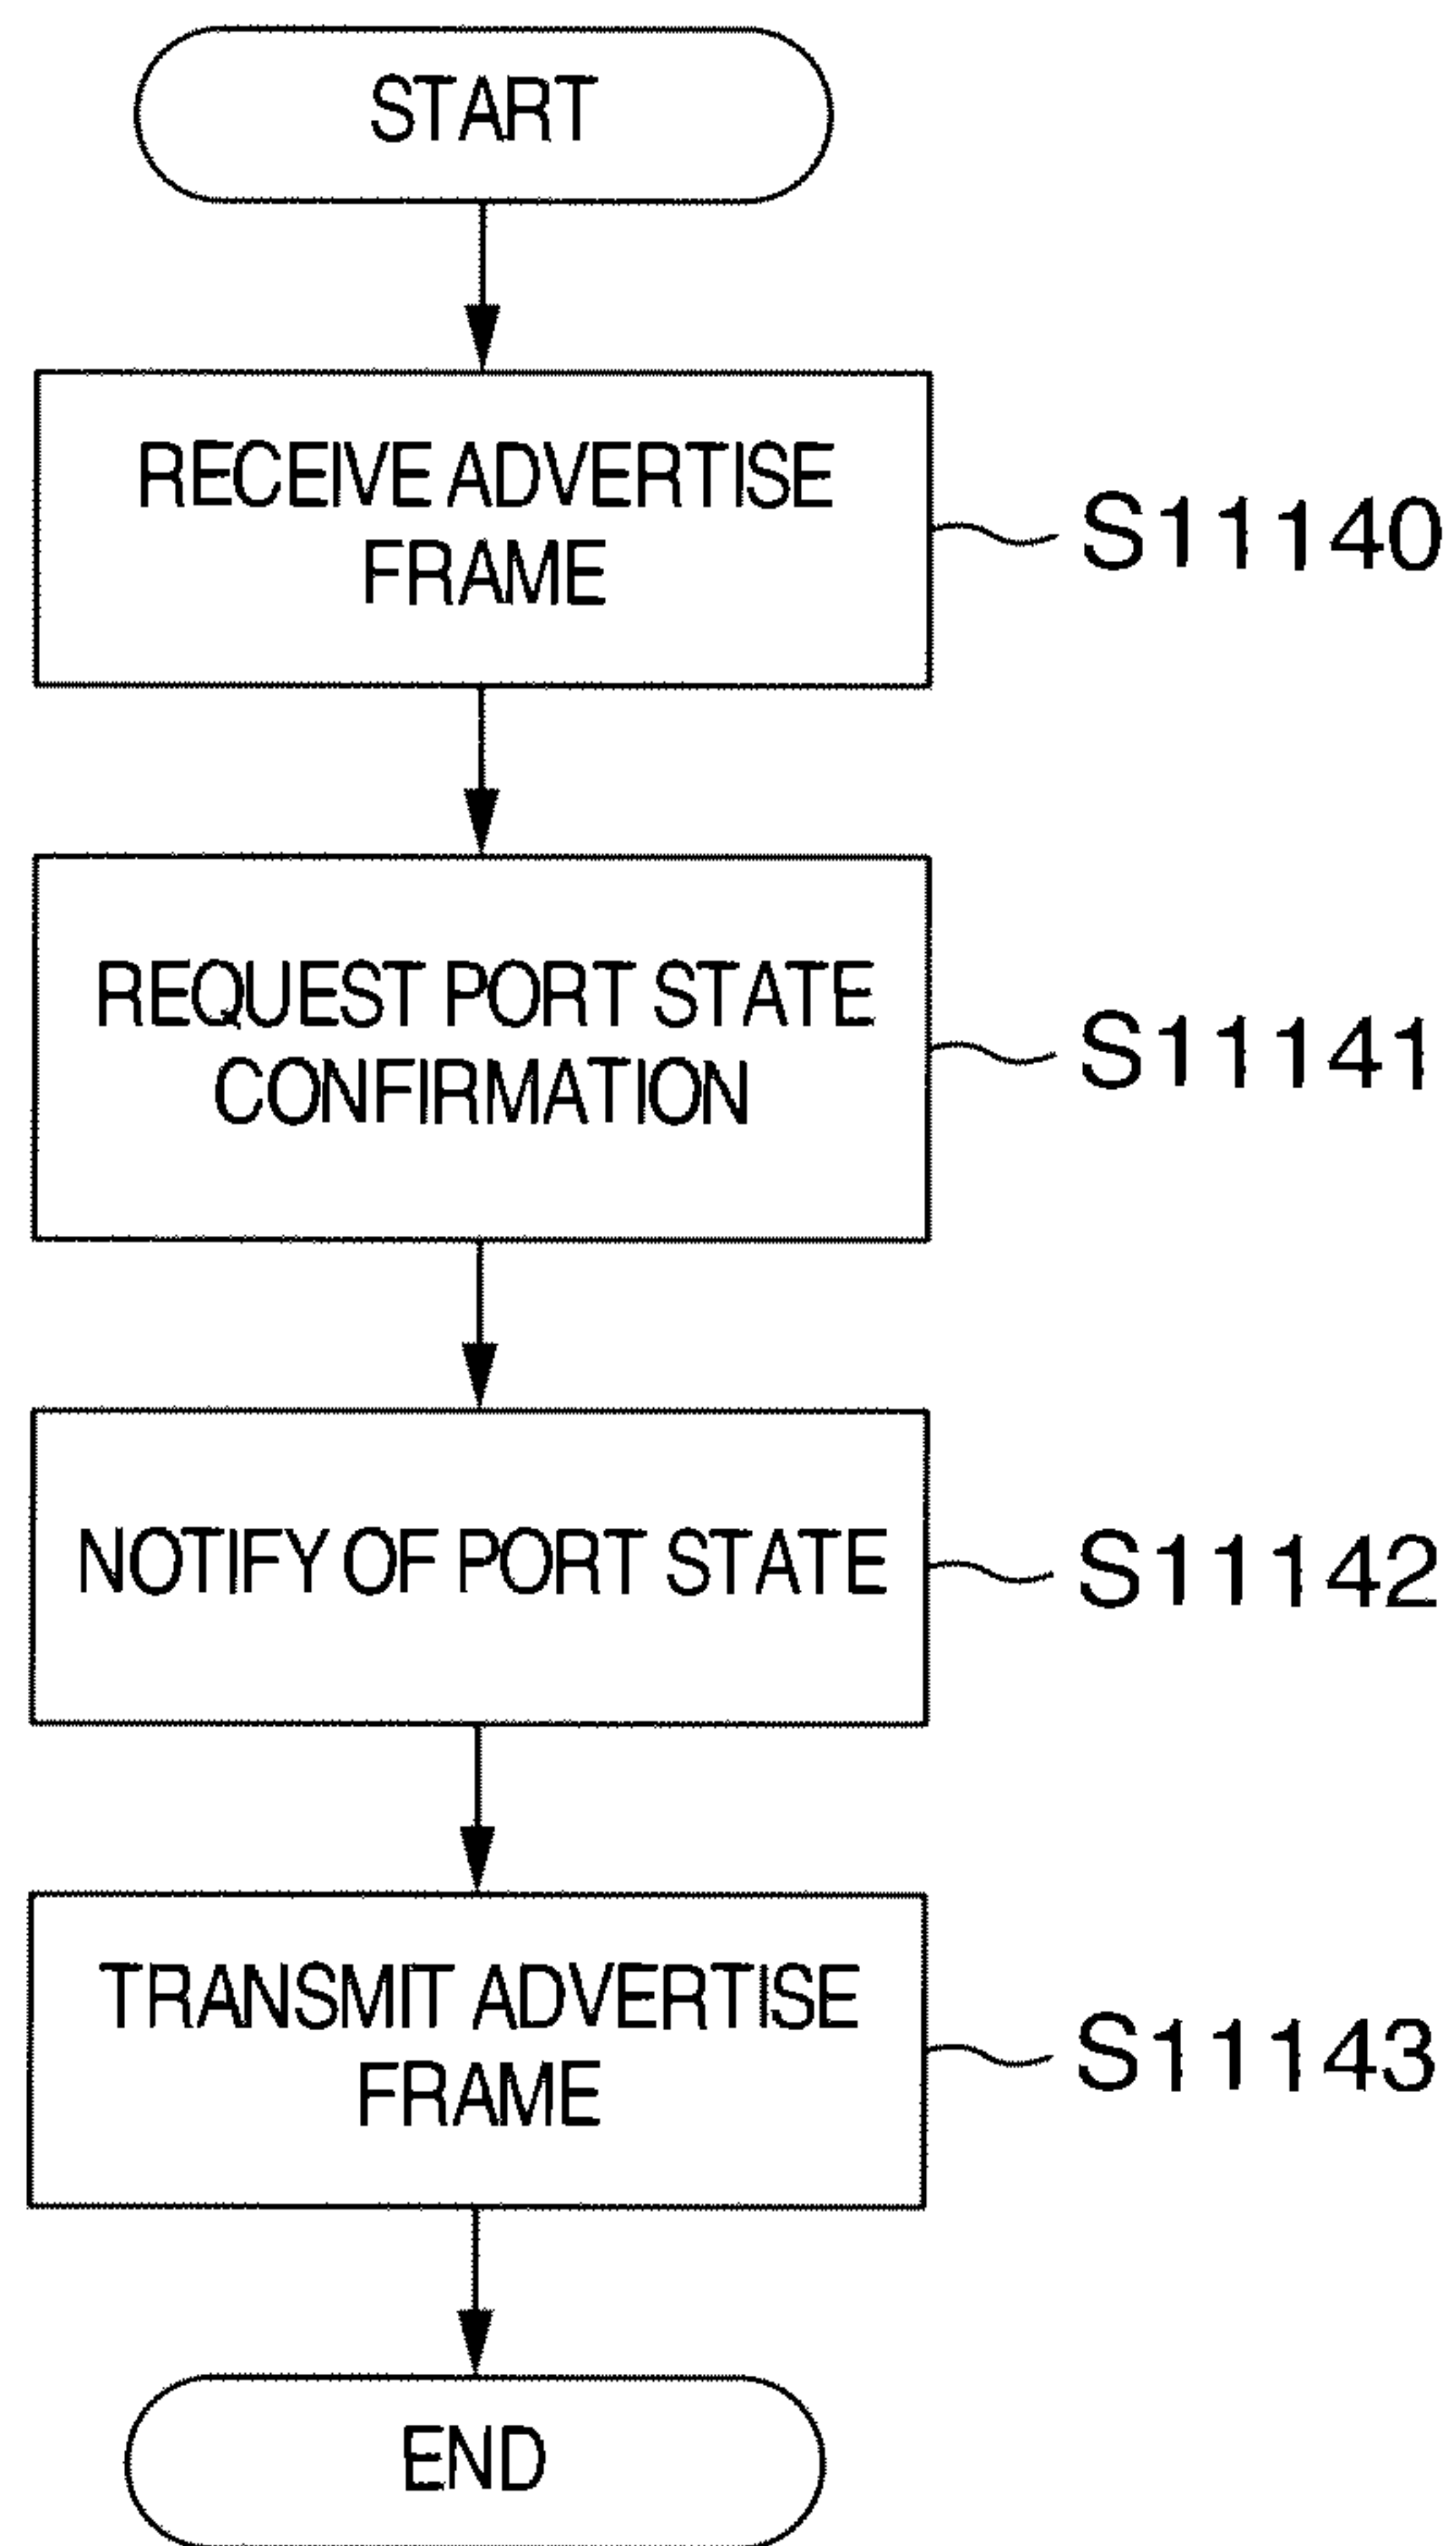 START
RECEIVE ADVERTISE
FRAME
S11140
REQUEST PORT STATE
CONFIRMATION
S11141
NOTIFY OF PORT STATE
S11142
TRANSMIT ADVERTISE
FRAME
S11143
END